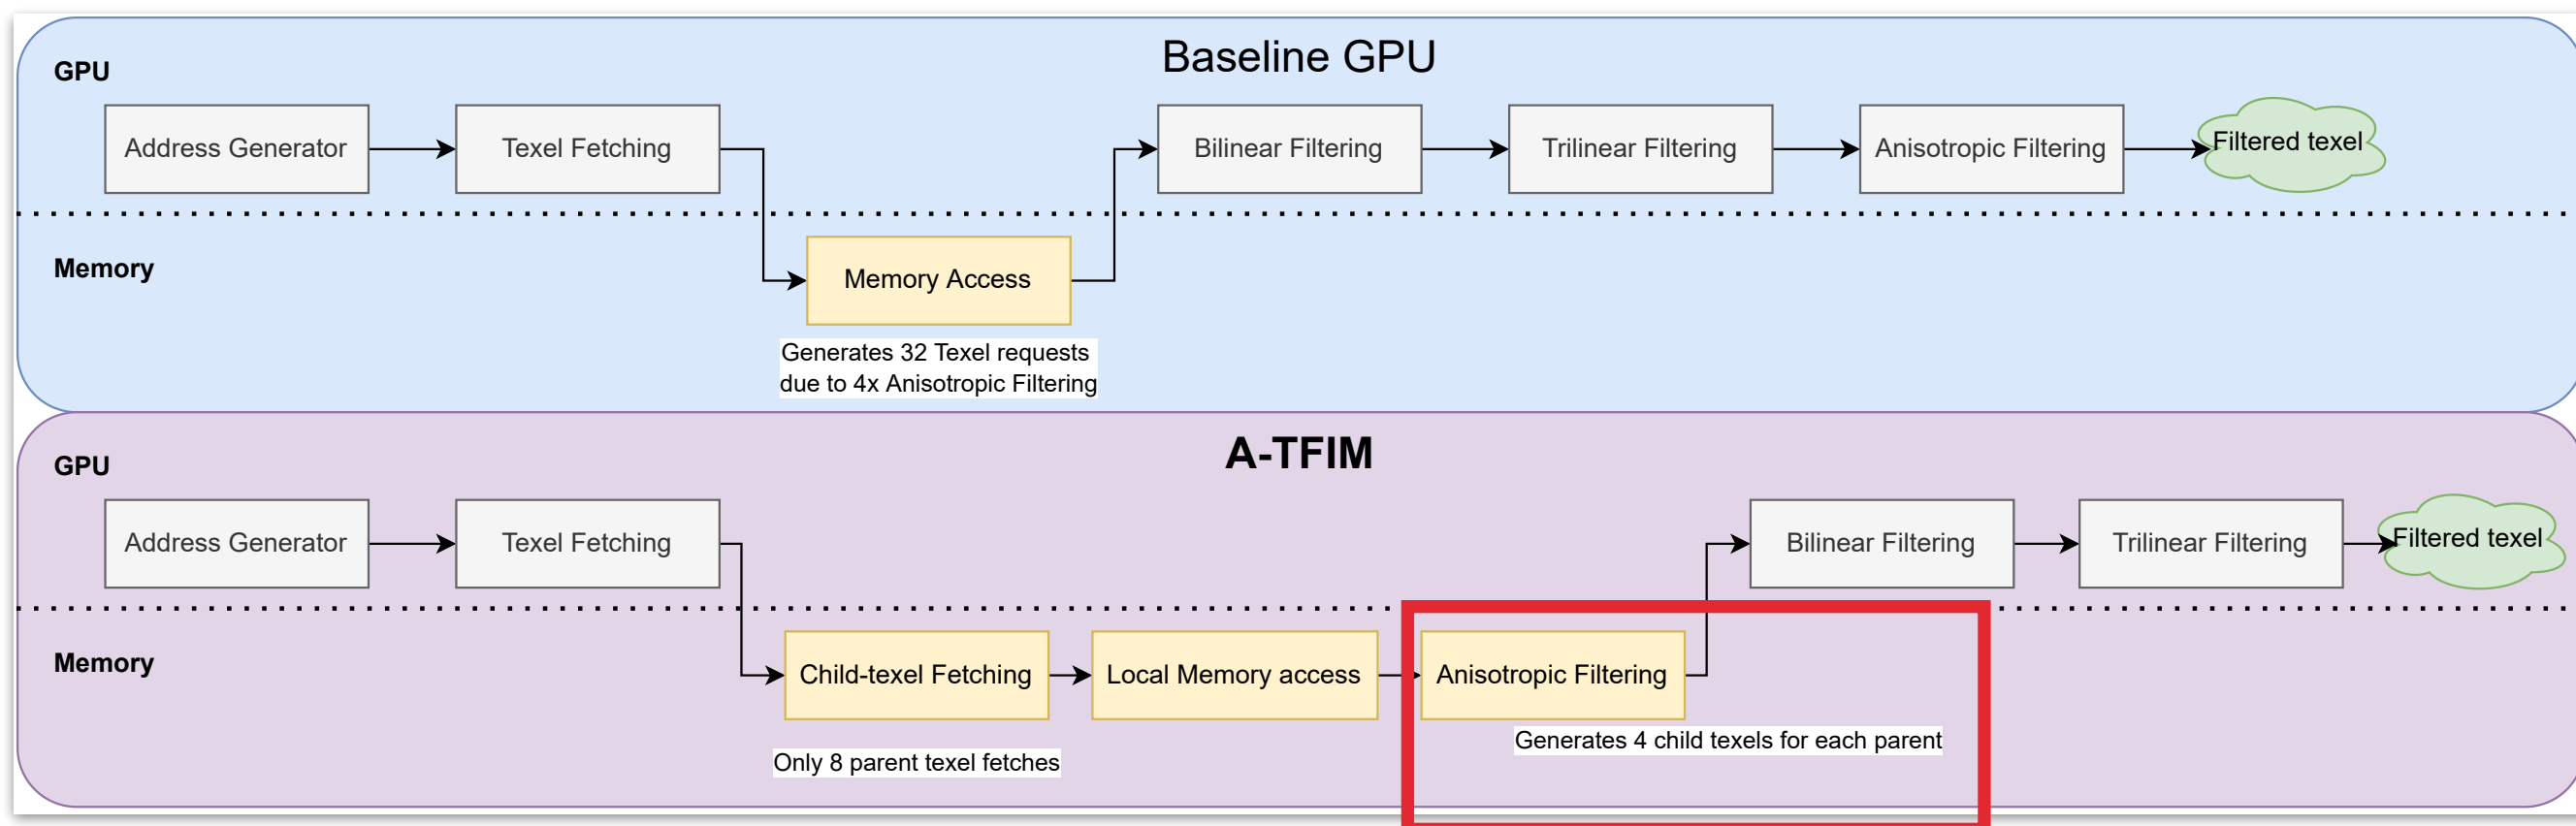 Baseline GPU
GPU
Address Generator
Texel Fetching
Bilinear Filtering
Trilinear Filtering
Anisotropic Filtering
Filtered texel
Memory
Memory Access
Generates 32 Texel requests
due to 4x Anisotropic Filtering
A-TFIM
GPU
Address Generator
Texel Fetching
Bilinear Filtering
Trilinear Filtering
Filtered texel
Memory
Child-texel Fetching
Local Memory access
Anisotropic Filtering
Only 8 parent texel fetches
Generates 4 child texels for each parent